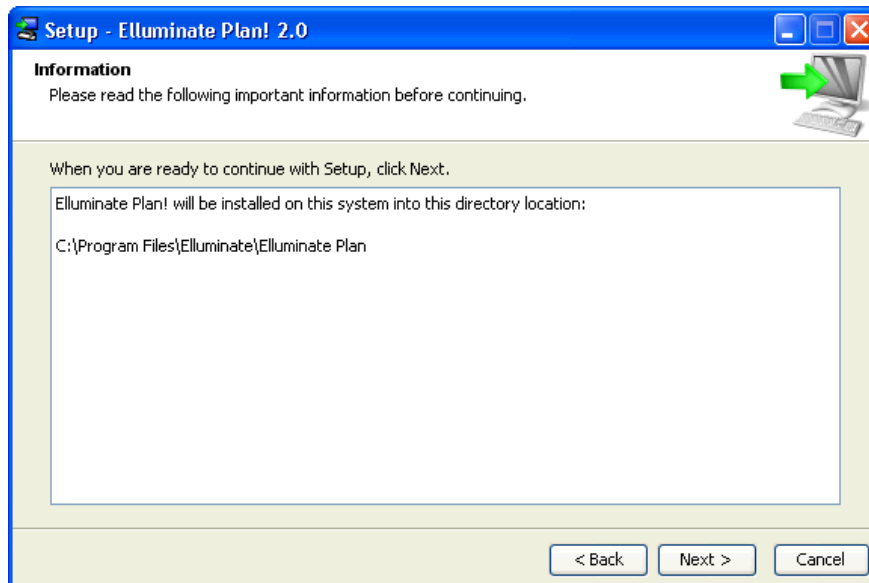 Setup - Elluminate Plan! 2.0
Information
Please read the following important information before continuing.
When you are ready to continue with Setup, click Next.
Elluminate Plan! will be installed on this system into this directory location:
C:\Program Files\Elluminate\Elluminate Plan
< Back Next > Cancel